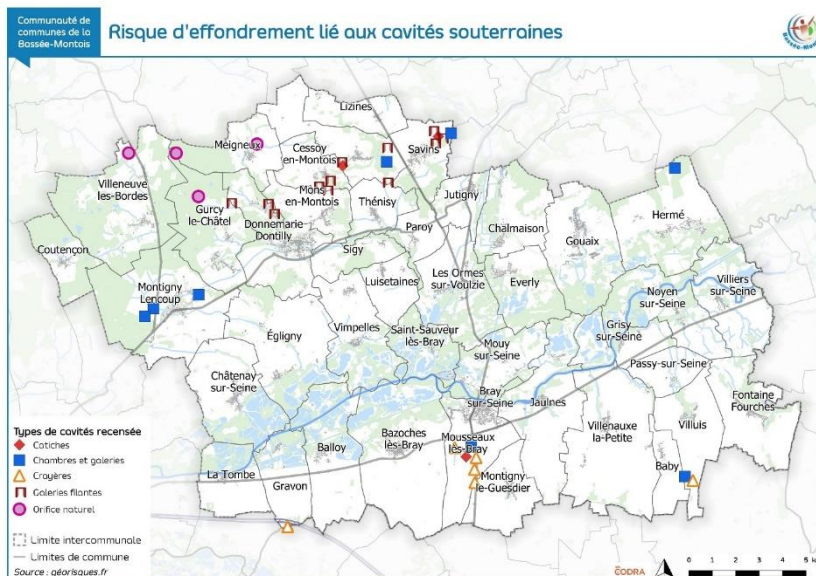 Communauté de
communes de la
Bassée-Montois
Risque d'effondrement lié aux cavités souterraines
Lizines
Meigneux
Cessoy
en-Montois
Savins
Villeneuve
les-Bordes
Mons
en-Montois
Thénisy
Jutigny
Hermé
Gurcy
le-Châtel
Donnemarie
Dontilly
Paroy
Chalmaison
Gouaix
Coutençon
Sigy
Luisetaines
Les Ormes
sur-Voulzie
Everly
Montigny
Lencoup
Noyen
sur-Seine
Villiers
sur-Seine
Égligny
Vimpelles
Saint-Sauveur
lès-Bray
Mouy
sur-Seine
Grisy
sur-Seine
Châtenay
sur-Seine
Passy-sur-Seine
Bray
sur-Seine
Jaulnes
Fontaine
Fourches
Villenauxe
la-Petite
Villuis
Balloy
Bazoches
lès-Bray
Mousseaux
lès-Bray
La Tombe
Gravon
Montigny
le-Guesdier
Baby
Types de cavités recensée
Catiches
Chambres et galeries
Crayères
Galeries filantes
Orifice naturel
Limite intercommunale
Limites de commune
Source : géorisques.fr
CODRA
0 1 2 3 4 5 k